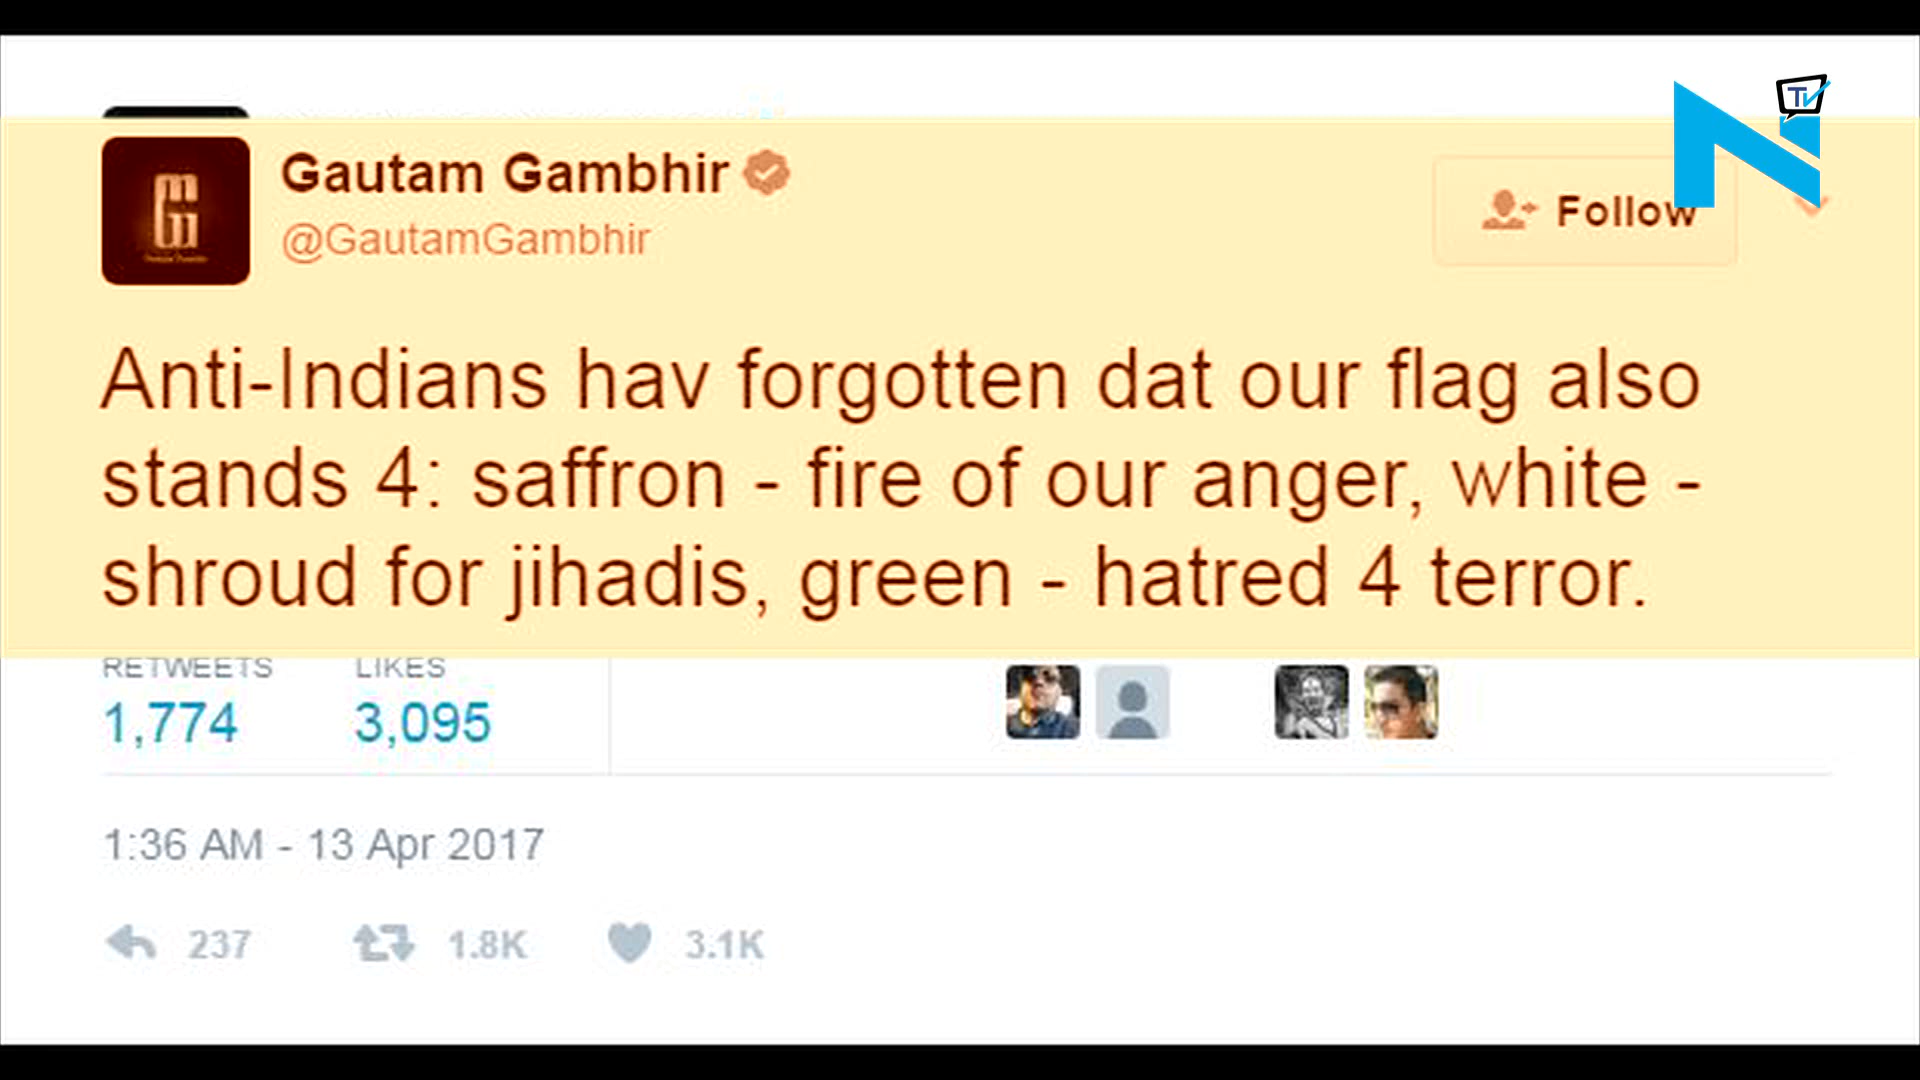 TV
Gautam Gambhir
@GautamGambhir
Follow
Anti-Indians hav forgotten dat our flag also
stands 4: saffron - fire of our anger, white -
shroud for jihadis, green - hatred 4 terror.
RETWEETS LIKES
1,774 3,095
1:36 AM - 13 Apr 2017
237 1.8K 3.1K